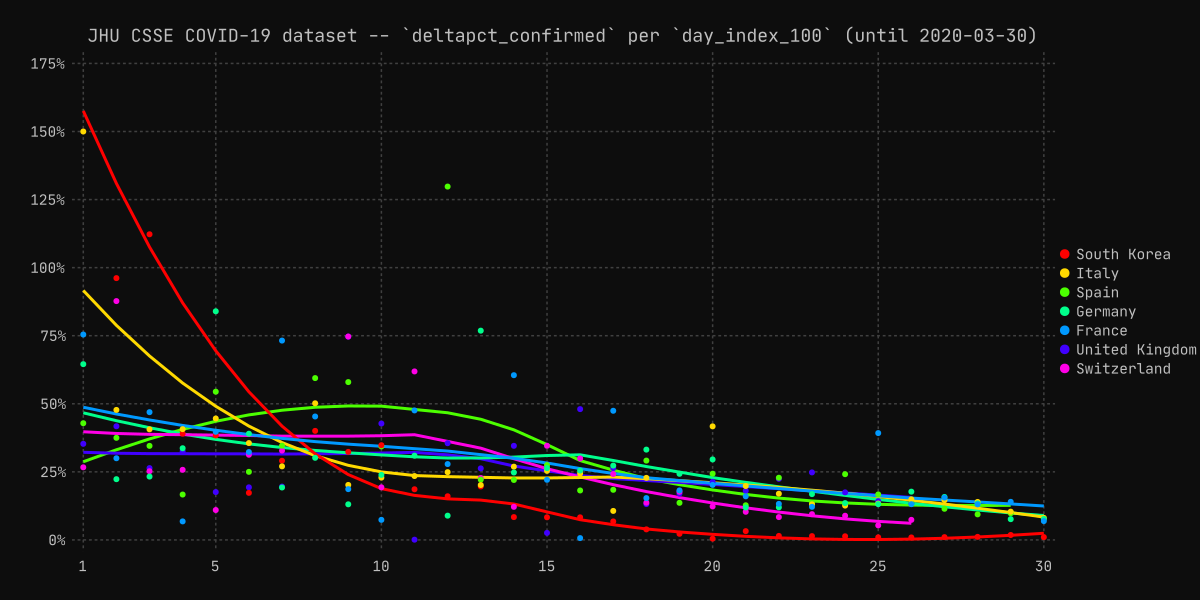 JHU CSSE COVID-19 dataset -- `deltapct_confirmed` per `day_index_100` (until 2020-03-30)
175%
150%
125%
100%
75%
50%
25%
0%
1 5 10 15 20 25 30
South Korea
Italy
Spain
Germany
France
United Kingdom
Switzerland